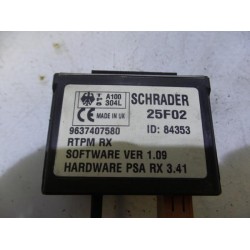 A100
304L
CE MADE IN UK
SCHRADER
25F02
9637407580 ID: 84353
RTPM RX
SOFTWARE VER 1.09
HARDWARE PSA RX 3.41